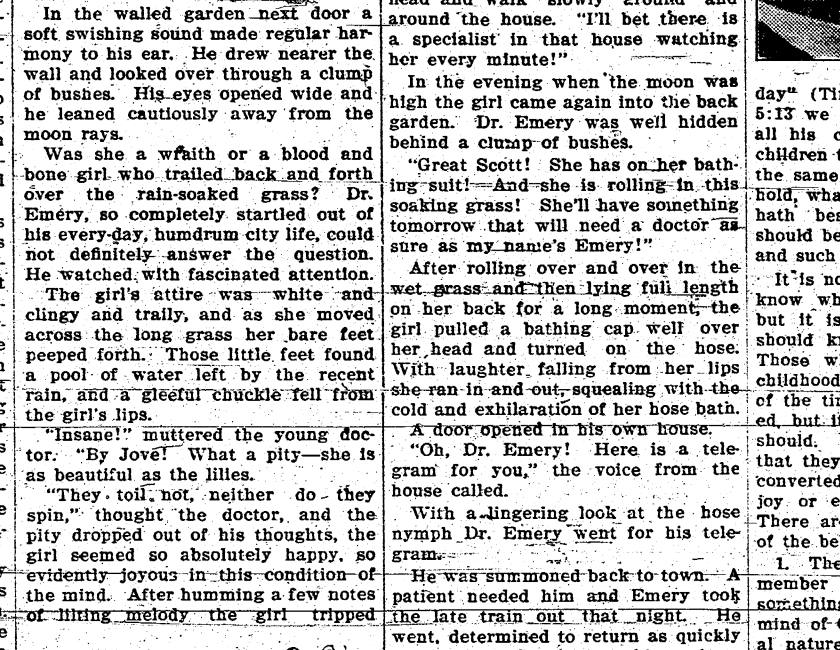 In the walled garden next door a
soft swishing sound made regular har-
mony to his ear. He drew nearer the
wall and looked over through a clump
of bushes. His eyes opened wide and
he leaned cautiously away from the
moon rays.
Was she a wraith or a blood and
bone girl who trailed back and forth
over the rain-soaked grass? Dr.
Emery, so completely startled out of
his every-day, humdrum city life, could
not definitely answer the question.
He watched with fascinated attention.
The girl's attire was white and
clingy and traily, and as she moved
across the long grass her bare feet
peeped forth. Those little feet found
a pool of water left by the recent
rain, and a gleeful chuckle fell from
the girl's lips.
"Insane!" muttered the young doc-
tor. "By Jove! What a pity—she is
as beautiful as the lilies.
"They toil not, neither do they
spin," thought the doctor, and the
pity dropped out of his thoughts, the
girl seemed so absolutely happy, so
evidently joyous in this condition of
the mind. After humming a few notes
of lilting melody the girl tripped
head and walk slowly around and
around the house. "I'll bet there is
a specialist in that house watching
her every minute!"
In the evening when the moon was
high the girl came again into the back
garden. Dr. Emery was well hidden
behind a clump of bushes.
"Great Scott! She has on her bath-
ing suit! And she is rolling in this
soaking grass! She'll have something
tomorrow that will need a doctor as
sure as my name's Emery!"
After rolling over and over in the
wet grass and then lying full length
on her back for a long moment, the
girl pulled a bathing cap well over
her head and turned on the hose.
With laughter falling from her lips
she ran in and out, squealing with the
cold and exhilaration of her hose bath.
A door opened in his own house.
"Oh, Dr. Emery! Here is a tele-
gram for you," the voice from the
house called.
With a lingering look at the hose
nymph Dr. Emery went for his tele-
gram.
He was summoned back to town. A
patient needed him and Emery took
the late train out that night. He
went, determined to return as quickly
day" (Ti
5:13 we
all his
children
the same
hold, wha
hath be
should be
and such
It is no
know wh
but it is
should k
Those w
childhood
of the ti
ed, but i
should.
that they
converted
joy or e
There ar
of the be
1. The
member
something
mind of
al nature